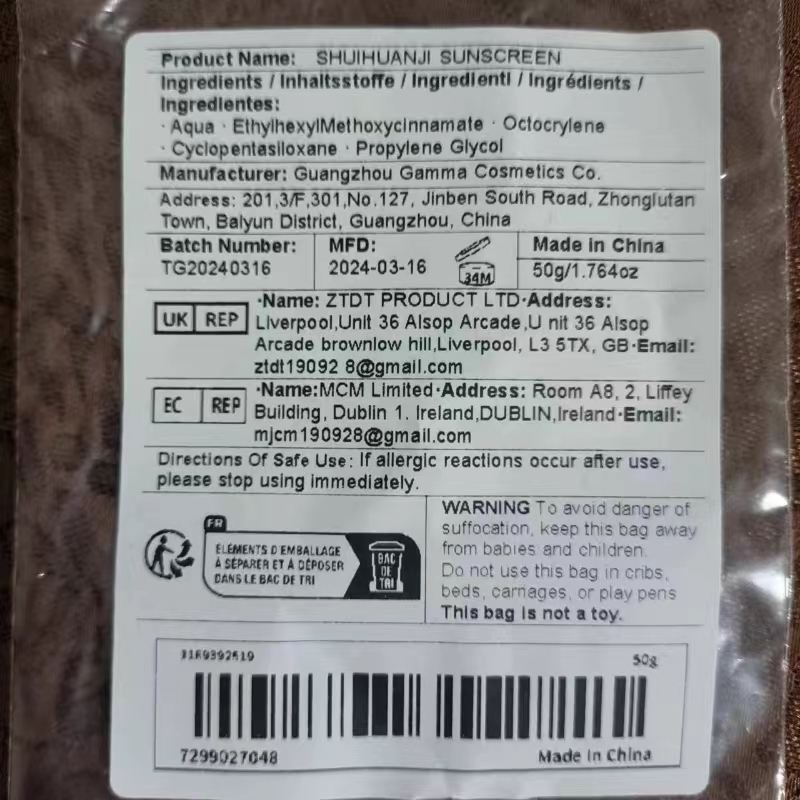 Product Name: SHUIHUANJI SUNSCREEN
Ingredients / Inhaltsstoffe / Ingredienti / Ingrédients /
Ingredientes:
· Aqua · EthylhexylMethoxycinnamate · Octocrylene
· Cyclopentasiloxane · Propylene Glycol
Manufacturer: Guangzhou Gamma Cosmetics Co.
Address: 201,3/F,301,No.127, Jinben South Road, Zhongluotan
Town, Baiyun District, Guangzhou, China
Batch Number:
TG20240316
MFD:
2024-03-16
34M
Made in China
50g/1.764oz
UK REP
·Name: ZTDT PRODUCT LTD·Address:
Liverpool,Unit 36 Alsop Arcade,U nit 36 Alsop
Arcade brownlow hill,Liverpool, L3 5TX, GB·Email:
ztdt19092 8@gmail.com
EC REP
·Name:MCM Limited·Address: Room A8, 2, Liffey
Building, Dublin 1. Ireland,DUBLIN,Ireland·Email:
mjcm190928@gmail.com
Directions Of Safe Use: If allergic reactions occur after use,
please stop using immediately.
FR
ÉLÉMENTS D'EMBALLAGE
À SÉPARER ET À DÉPOSER
DANS LE BAC DE TRI
BAC
DE
TRI
WARNING To avoid danger of
suffocation, keep this bag away
from babies and children.
Do not use this bag in cribs,
beds, carriages, or play pens
This bag is not a toy.
3169392619
50g
7299027048
Made In China